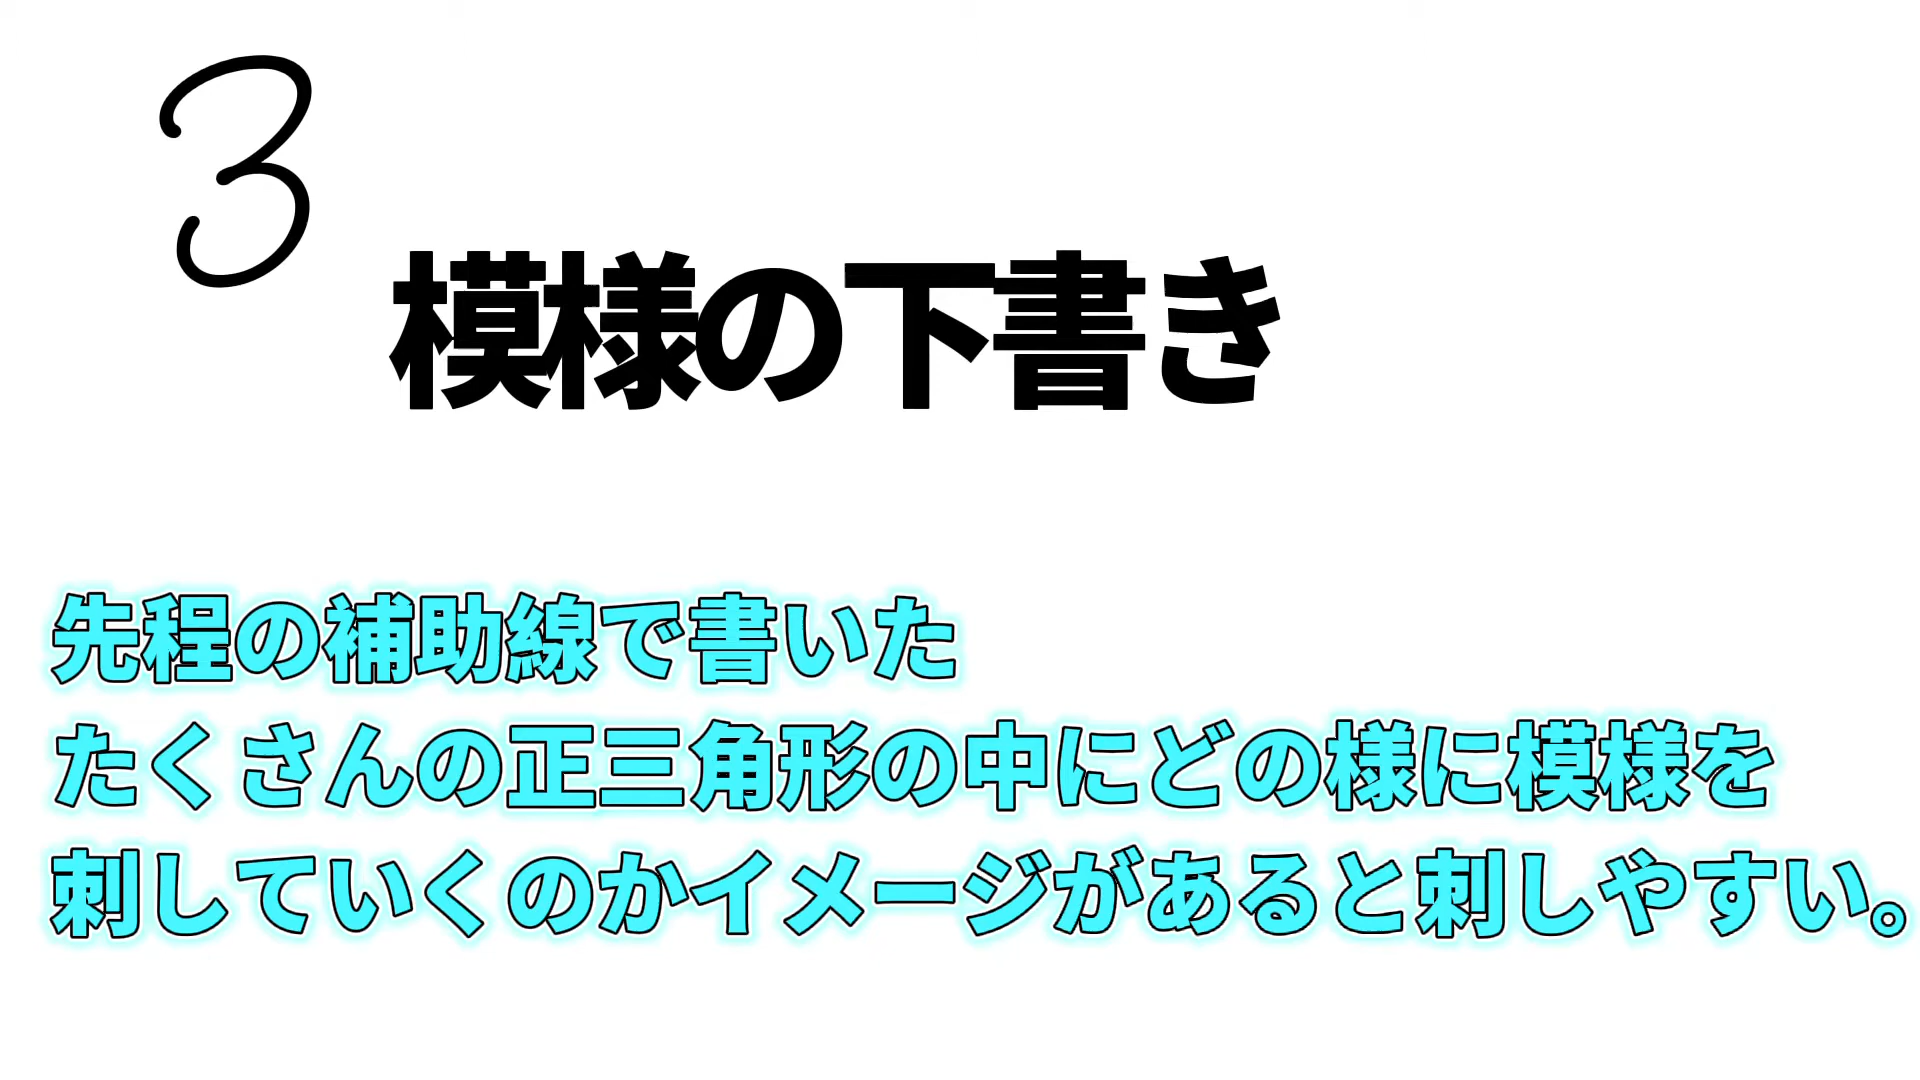 3
模様の下書き
先程の補助線で書いた
たくさんの正三角形の中にどの様に模様を
刺していくのかイメージがあると刺しやすい。